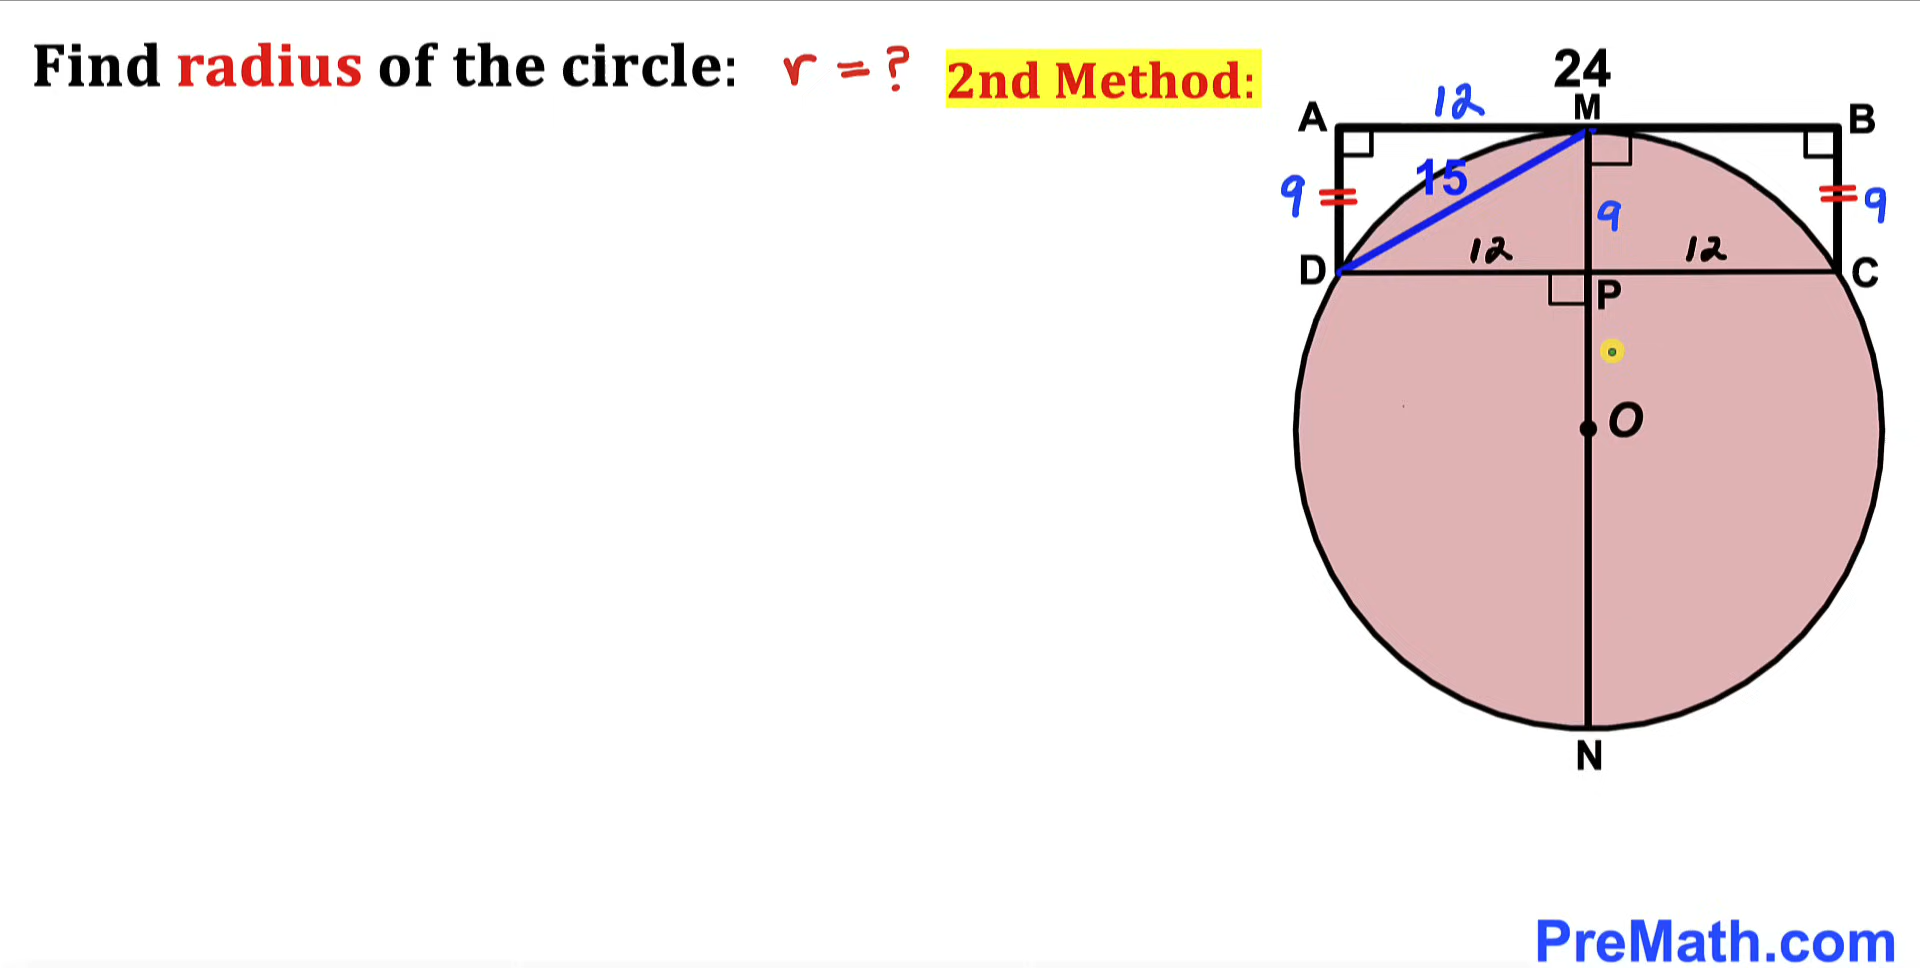 Find radius of the circle: r = ? 2nd Method:
24
12 M
A B
15
9 9 9
12 12
D C
P
O
N
PreMath.com